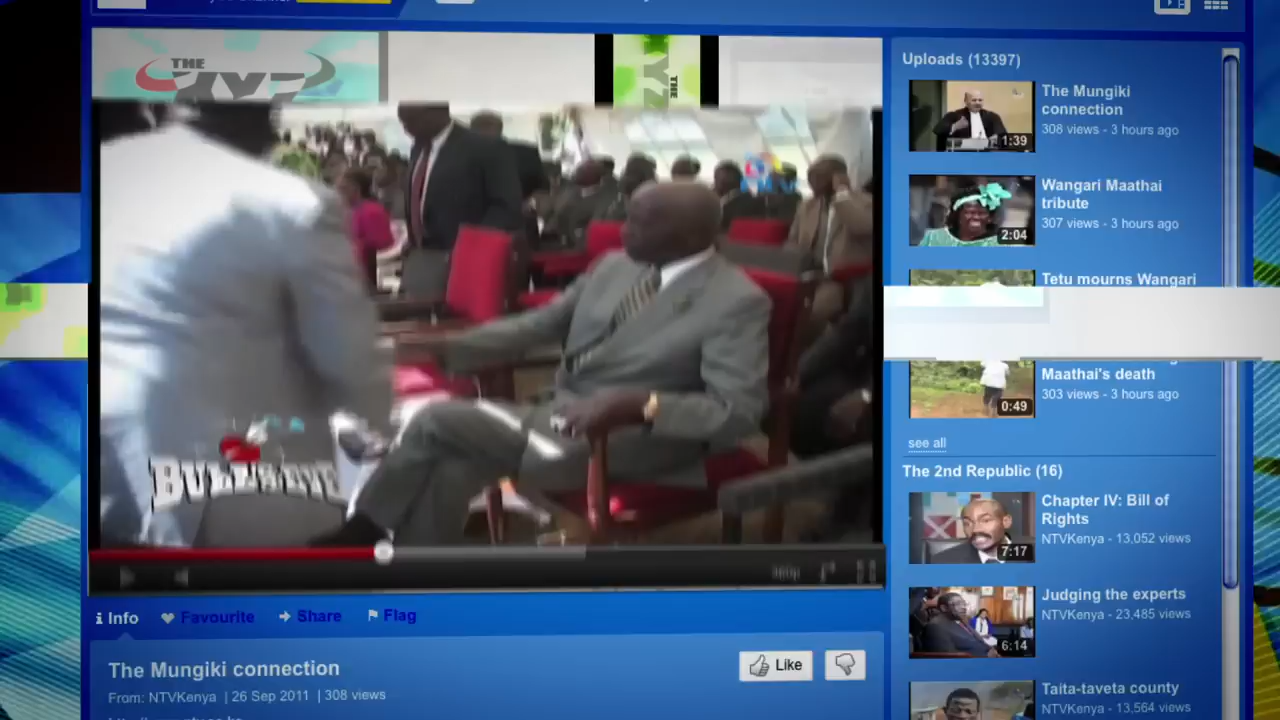 THE
THE
Uploads (13397)
The Mungiki
connection
308 views - 3 hours ago
1:39
Wangari Maathai
tribute
307 views - 3 hours ago
2:04
Tetu mourns Wangari
Maathai's death
303 views - 3 hours ago
0:49
see all
The 2nd Republic (16)
Chapter IV: Bill of
Rights
NTVKenya - 13,052 views
7:17
Judging the experts
NTVKenya - 23,485 views
6:14
Taita-taveta county
NTVKenya - 13,564 views
BULLSEYE
Info
Favourite
Share
Flag
The Mungiki connection
Like
From: NTVKenya | 26 Sep 2011 | 308 views